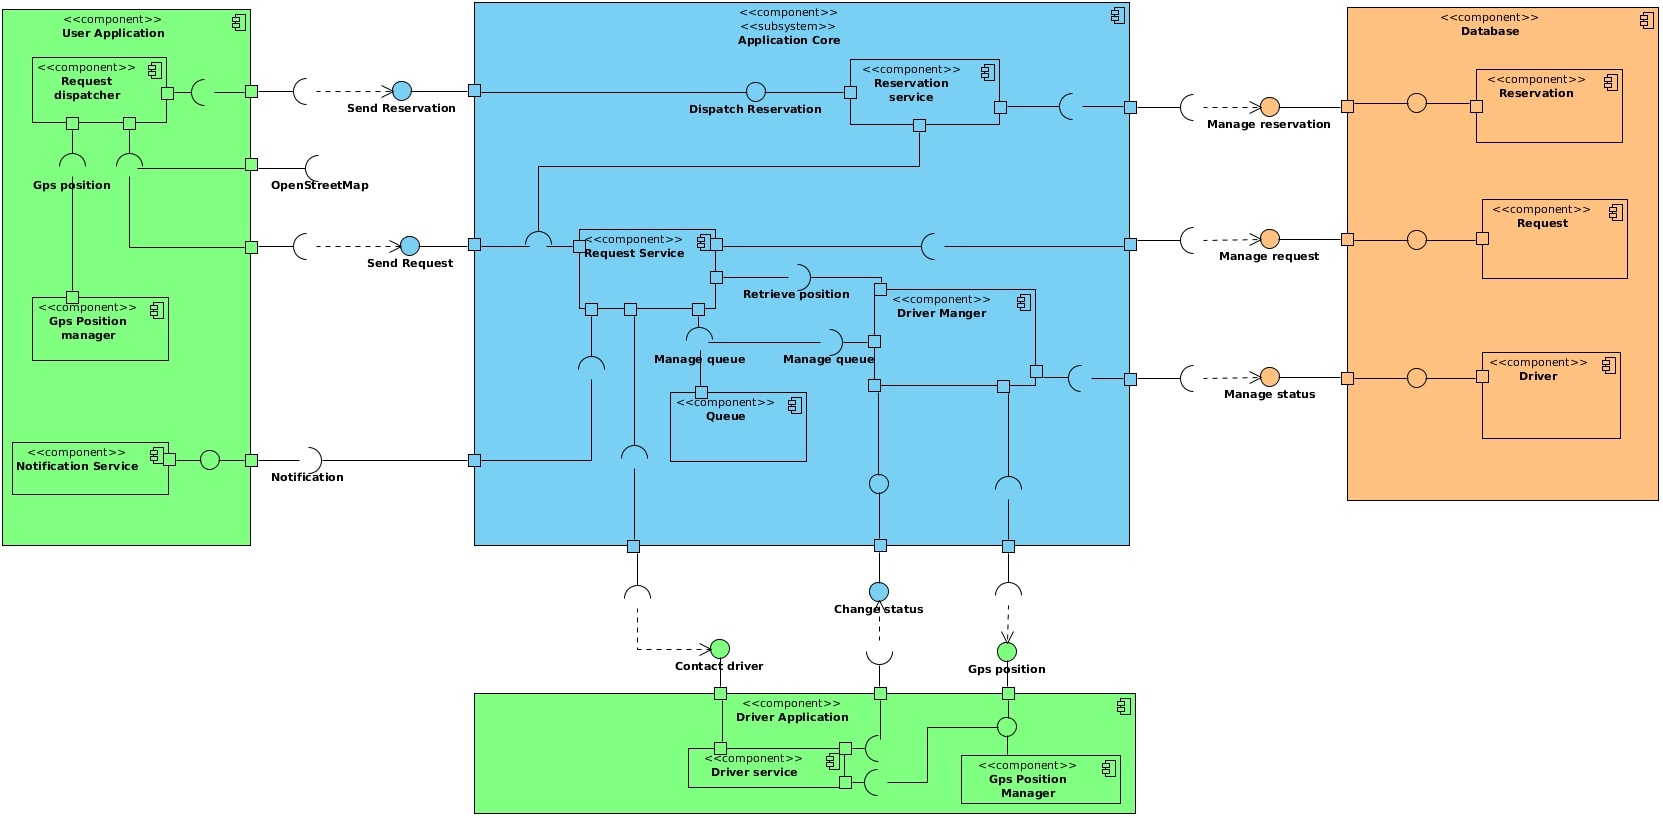 <<component>>
User Application
<<component>>
Request
dispatcher
Gps position
<<component>>
Gps Position
manager
<<component>>
Notification Service
Send Reservation
OpenStreetMap
Send Request
Notification
<<component>>
<<subsystem>>
Application Core
Dispatch Reservation
<<component>>
Reservation
service
<<component>>
Request Service
Retrieve position
<<component>>
Driver Manger
Manage queue
Manage queue
<<component>>
Queue
Manage reservation
Manage request
Manage status
<<component>>
Database
<<component>>
Reservation
<<component>>
Request
<<component>>
Driver
Change status
Contact driver
Gps position
<<component>>
Driver Application
<<component>>
Driver service
<<component>>
Gps Position
Manager